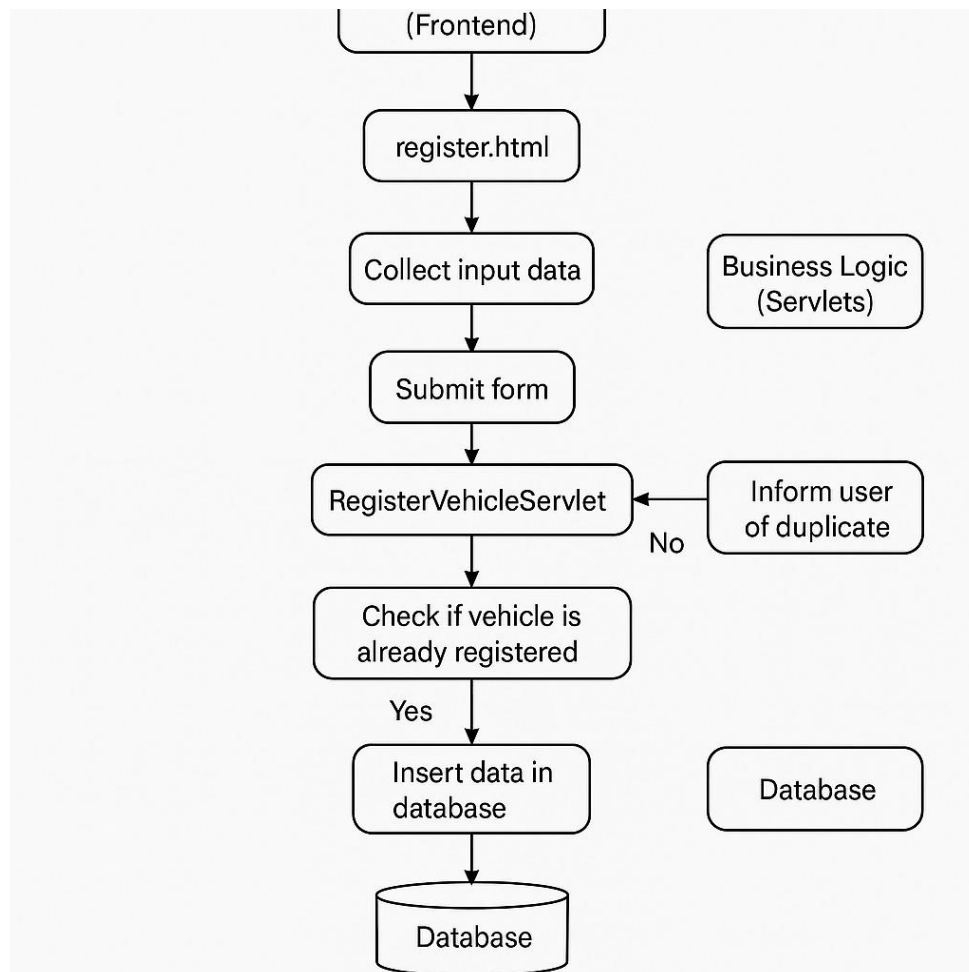 (Frontend)
register.html
Collect input data
Business Logic
(Servlets)
Submit form
RegisterVehicleServlet
Inform user
of duplicate
No
Check if vehicle is
already registered
Yes
Insert data in
database
Database
Database